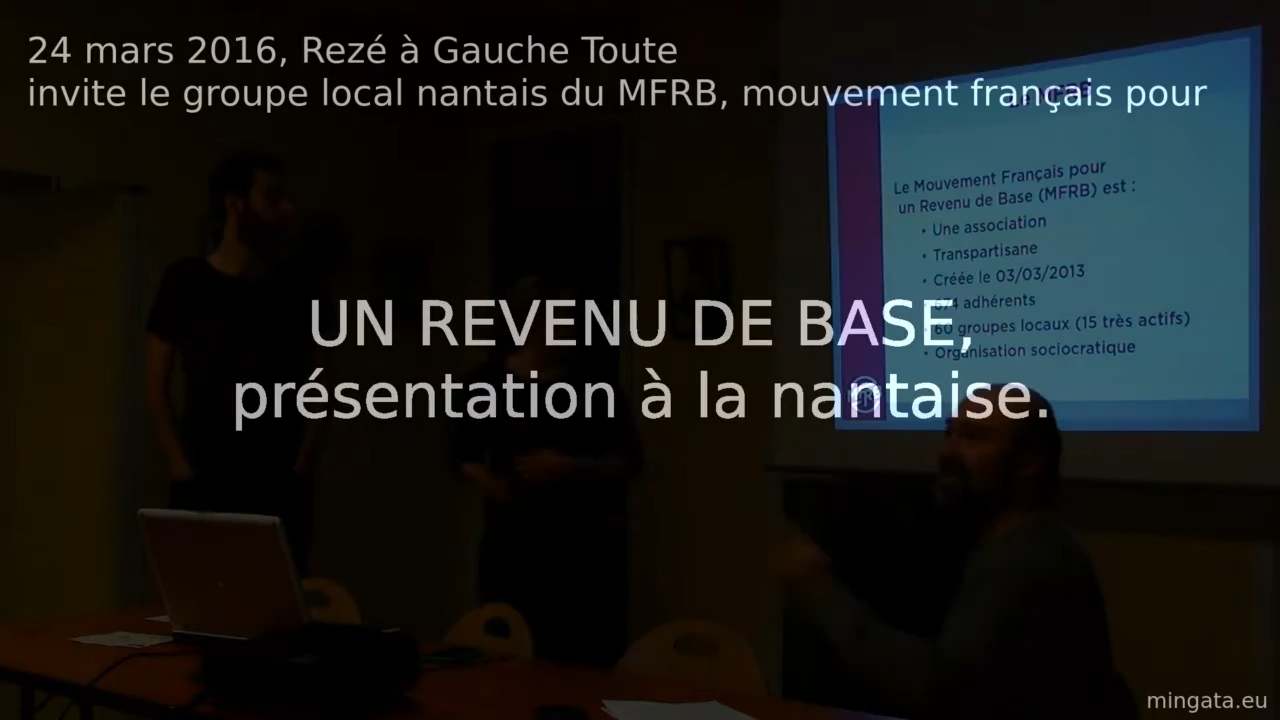 24 mars 2016, Rezé à Gauche Toute
invite le groupe local nantais du MFRB, mouvement français pour
UN REVENU DE BASE,
présentation à la nantaise.
Le Mouvement Français pour
un Revenu de Base (MFRB) est :
• Une association
• Transpartisane
• Créée le 03/03/2013
674 adhérents
• 60 groupes locaux (15 très actifs)
• Organisation sociocratique
mingata.eu